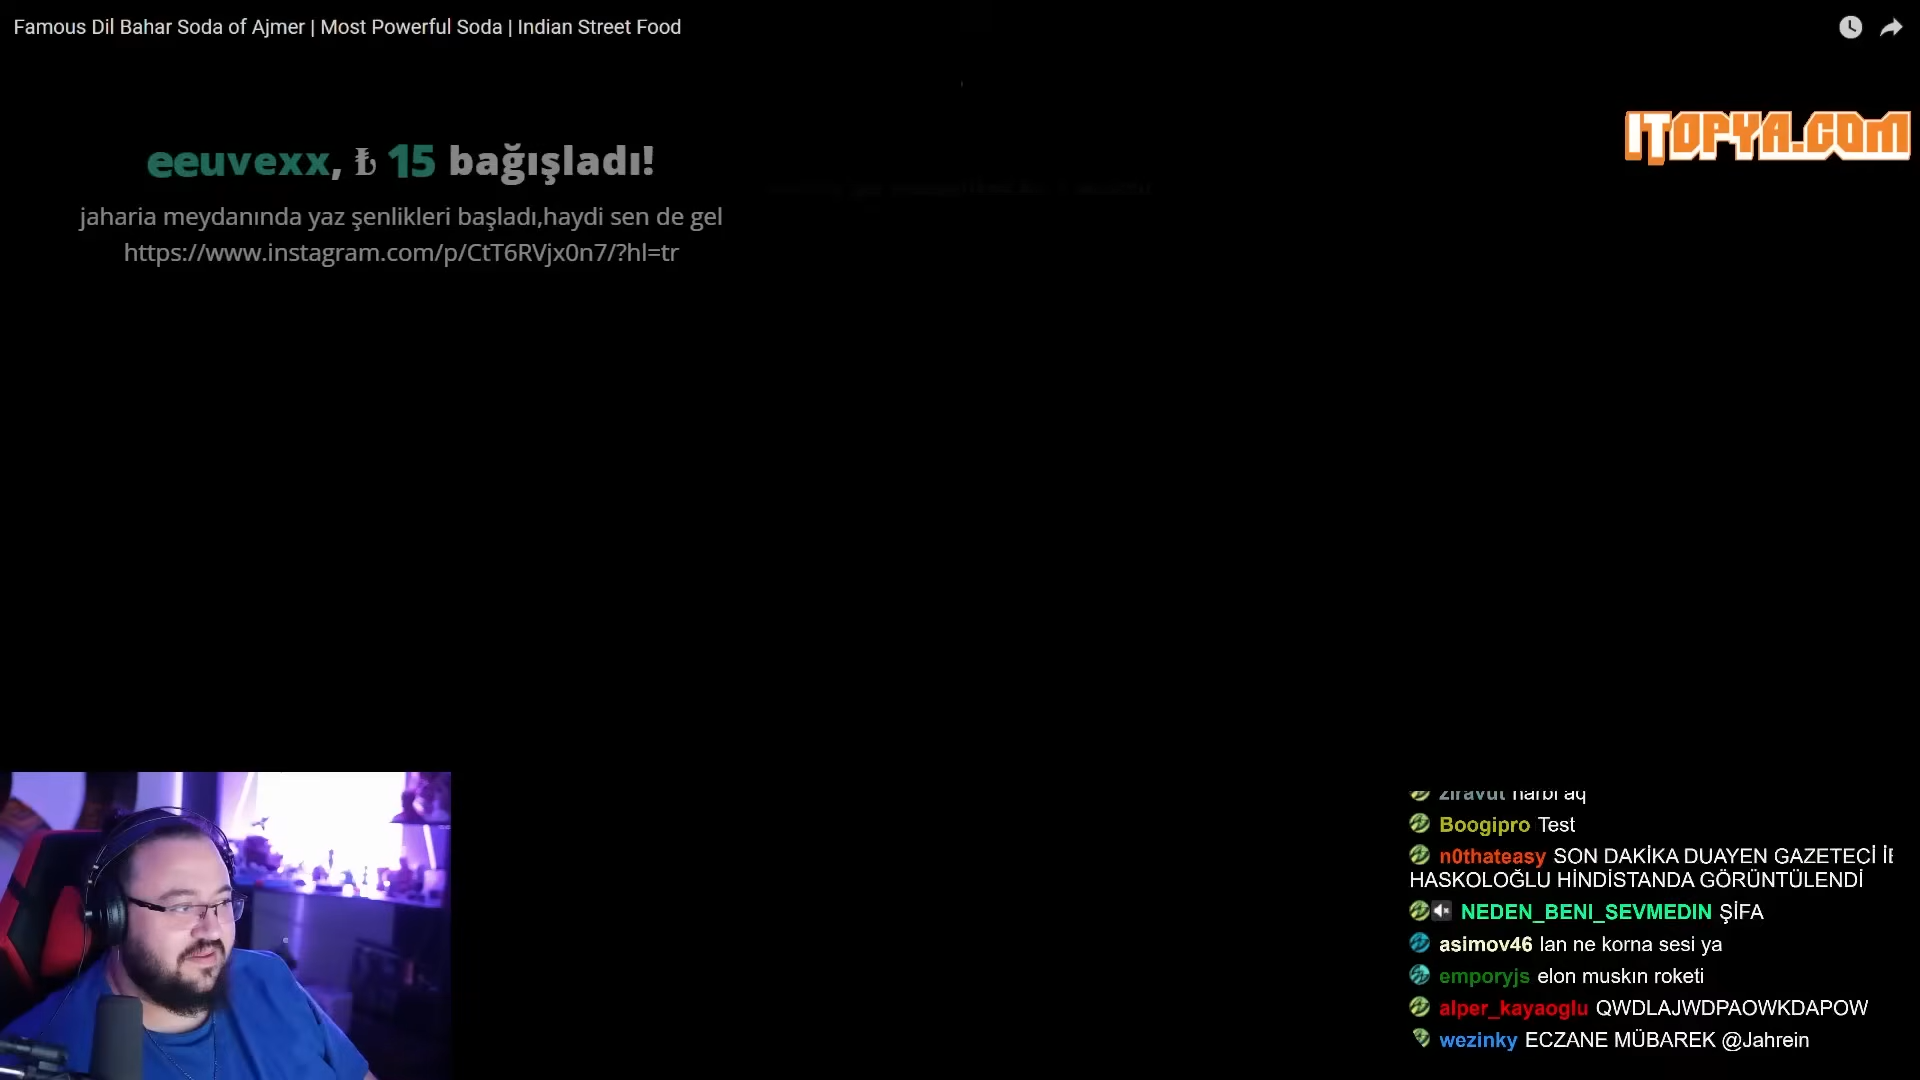 Famous Dil Bahar Soda of Ajmer | Most Powerful Soda | Indian Street Food
ITOPYA.COM
eeuvexx, ₺ 15 bağışladı!
jaharia meydanında yaz şenlikleri başladı,haydi sen de gel
https://www.instagram.com/p/CtT6RVjx0n7/?hl=tr
ziravut harbi aq
Boogipro Test
n0thateasy SON DAKİKA DUAYEN GAZETECİ
HASKOLOĞLU HİNDİSTANDA GÖRÜNTÜLENDİ
NEDEN_BENI_SEVMEDIN ŞİFA
asimov46 lan ne korna sesi ya
emporyjs elon muskın roketi
alper_kayaoglu QWDLAJWDPAOWKDAPOW
wezinky ECZANE MÜBAREK @Jahrein